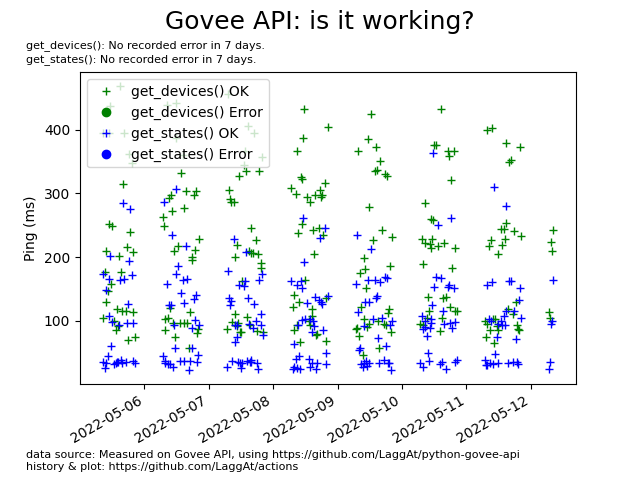 Govee API: is it working?
get_devices(): No recorded error in 7 days.
get_states(): No recorded error in 7 days.
get_devices() OK
get_devices() Error
get_states() OK
get_states() Error
Ping (ms)
400
300
200
100
2022-05-06
2022-05-07
2022-05-08
2022-05-09
2022-05-10
2022-05-11
2022-05-12
data source: Measured on Govee API, using https://github.com/LaggAt/python-govee-api
history & plot: https://github.com/LaggAt/actions